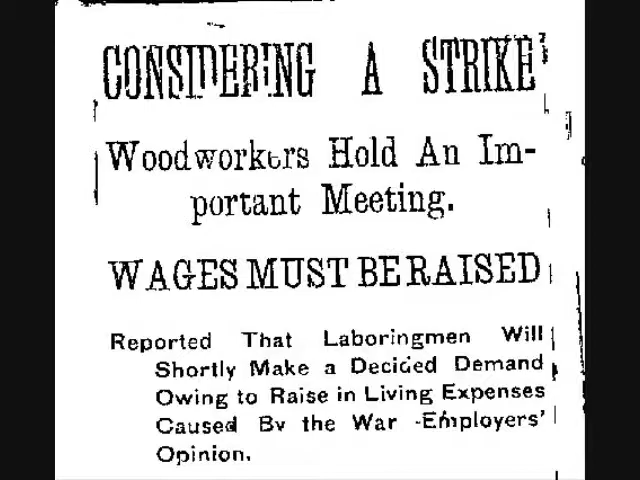 CONSIDERING A STRIKE
Woodworkers Hold An Im-
portant Meeting.
WAGES MUST BE RAISED
Reported That Laboringmen Will
Shortly Make a Decided Demand
Owing to Raise in Living Expenses
Caused By the War -Employers'
Opinion.